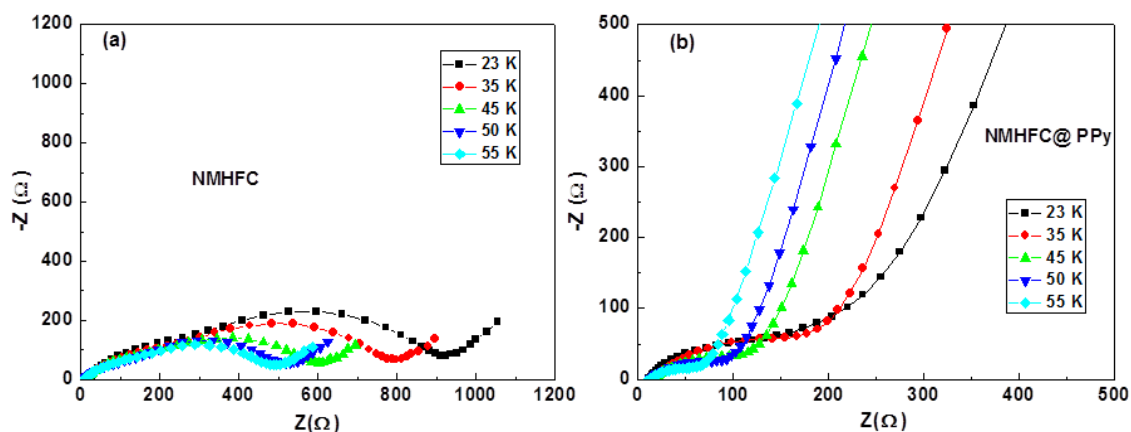 (a)
1200
1000
800
600
400
200
0
-Z (Ω)
NMHFC
23 K
35 K
45 K
50 K
55 K
0 200 400 600 800 1000 1200
Z(Ω)
(b)
500
400
300
200
100
0
-Z (Ω)
NMHFC@ PPy
23 K
35 K
45 K
50 K
55 K
0 100 200 300 400 500
Z(Ω)